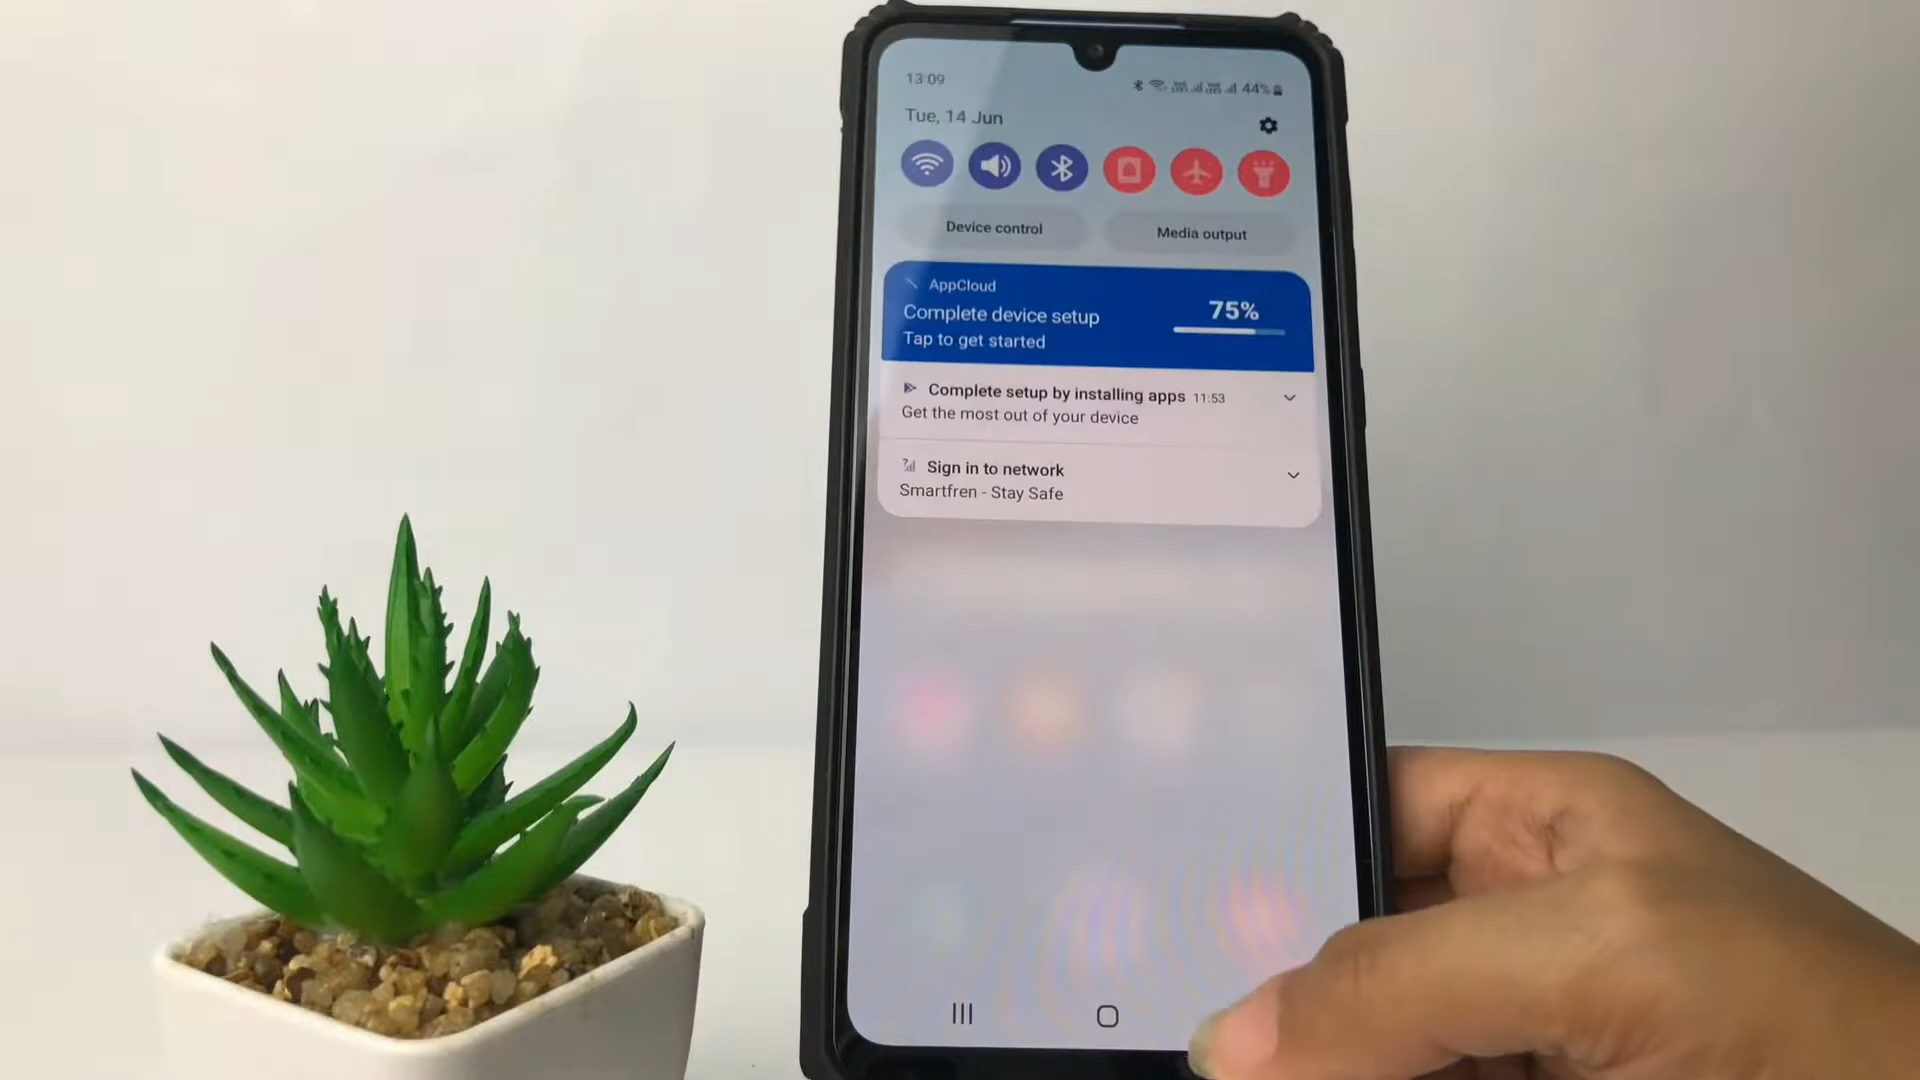 13:09
44%
Tue, 14 Jun
Device control
Media output
AppCloud
Complete device setup
75%
Tap to get started
Complete setup by installing apps 11:53
Get the most out of your device
Sign in to network
Smartfren - Stay Safe